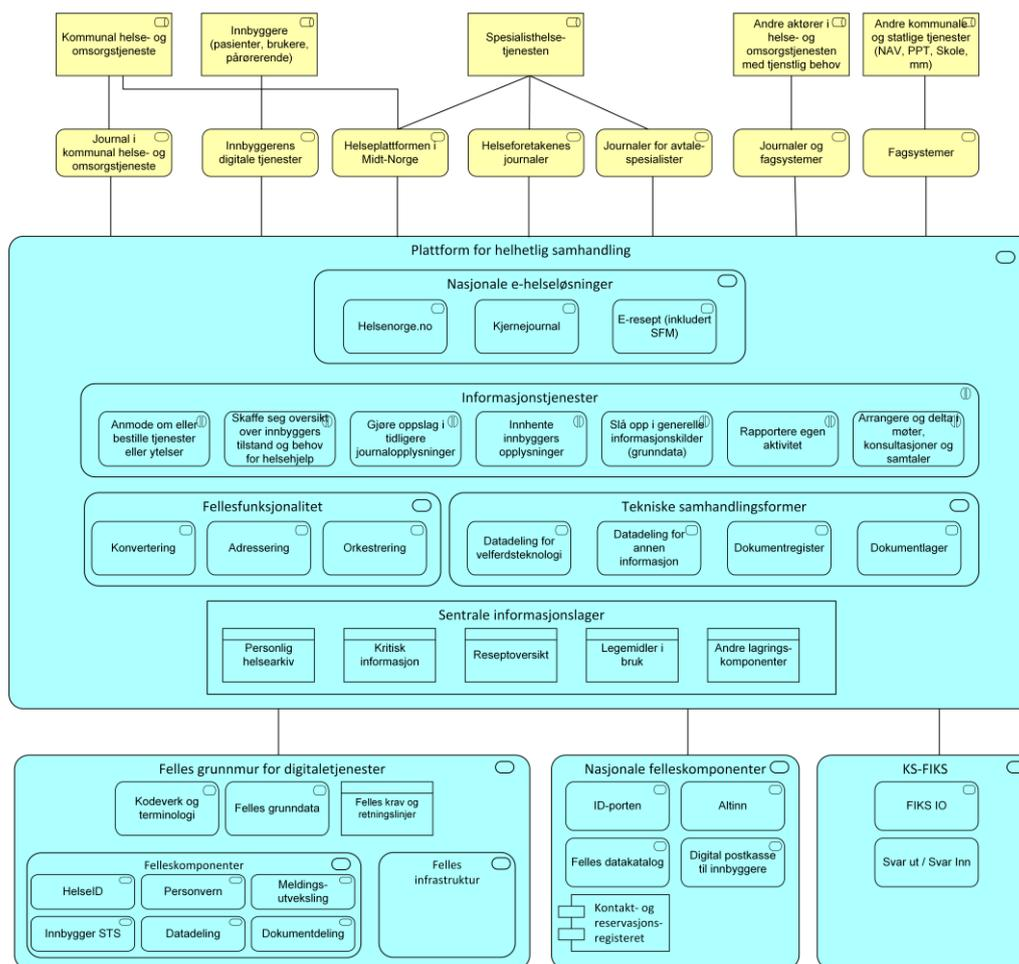 Kommunal helse- og
omsorgstjeneste
Innbyggere
(pasienter, brukere,
pårørerende)
Spesialisthelse-
tjenesten
Andre aktører i
helse- og
omsorgstjenesten
med tjenstlig behov
Andre kommunale
og statlige tjenester
(NAV, PPT, Skole,
mm)
Journal i
kommunal helse- og
omsorgstjeneste
Innbyggerens
digitale tjenester
Helseplattformen i
Midt-Norge
Helseforetakenes
journaler
Journaler for avtale-
spesialister
Journaler og
fagsystemer
Fagsystemer
Plattform for helhetlig samhandling
Nasjonale e-helseløsninger
Helsenorge.no
Kjernejournal
E-resept (inkludert
SFM)
Informasjonstjenester
Anmode om eller
bestille tjenester
eller ytelser
Skaffe seg oversikt
over innbyggers
tilstand og behov
for helsehjelp
Gjøre oppslag i
tidligere
journalopplysninger
Innhente
innbyggers
opplysninger
Slå opp i generelle
informasjonskilder
(grunndata)
Rapportere egen
aktivitet
Arrangere og delta i
møter,
konsultasjoner og
samtaler
Fellesfunksjonalitet
Konvertering
Adressering
Orkestrering
Tekniske samhandlingsformer
Datadeling for
velferdsteknologi
Datadeling for
annen
informasjon
Dokumentregister
Dokumentlager
Sentrale informasjonslager
Personlig
helsearkiv
Kritisk
informasjon
Reseptoversikt
Legemidler i
bruk
Andre lagrings-
komponenter
Felles grunnmur for digitaletjenester
Kodeverk og
terminologi
Felles grunndata
Felles krav og
retningslinjer
Felleskomponenter
HelseID
Personvern
Meldings-
utveksling
Innbygger STS
Datadeling
Dokumentdeling
Felles
infrastruktur
Nasjonale felleskomponenter
ID-porten
Altinn
Felles datakatalog
Digital postkasse
til innbyggere
Kontakt- og
reservasjons-
registeret
KS-FIKS
FIKS IO
Svar ut / Svar Inn